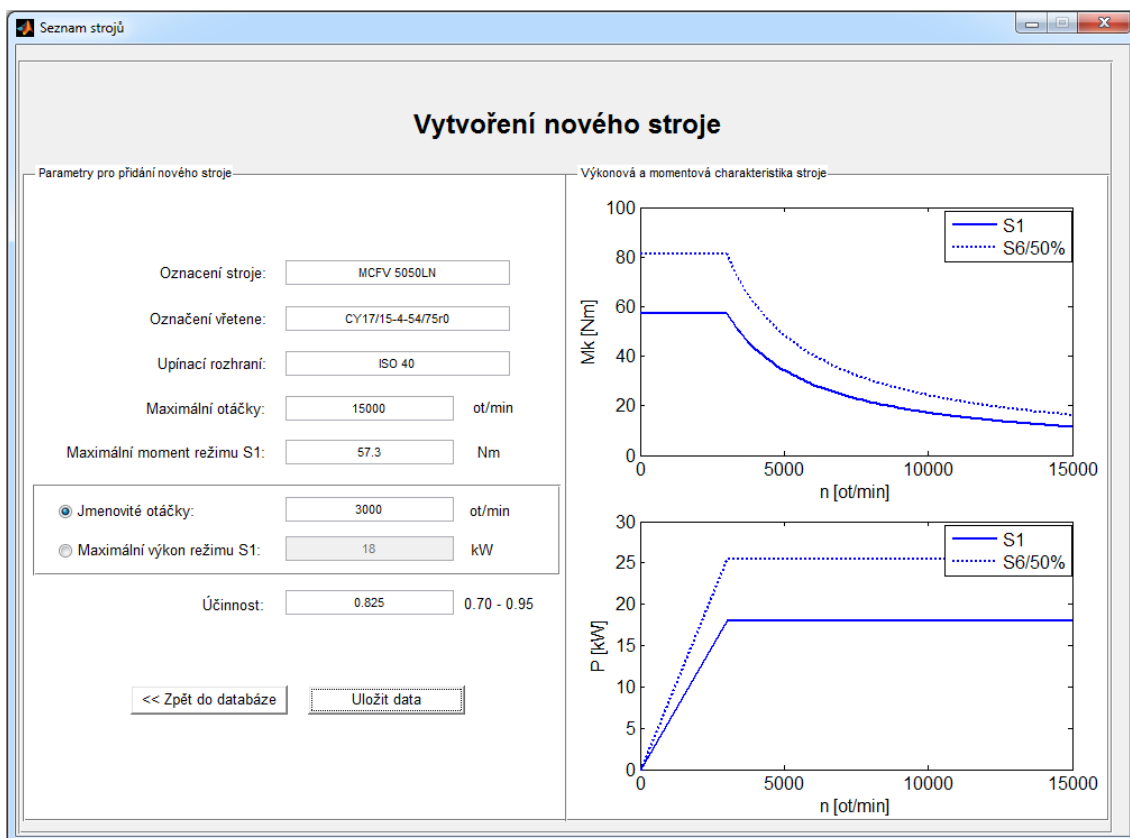 Seznam strojů
Vytvoření nového stroje
Parametry pro přidání nového stroje
Oznacení stroje: MCFV 5050LN
Označení vřetene: CY17/15-4-54/75r0
Upínací rozhraní: ISO 40
Maximální otáčky: 15000 ot/min
Maximální moment režimu S1: 57.3 Nm
Jmenovité otáčky: 3000 ot/min
Maximální výkon režimu S1: 18 kW
Účinnost: 0.825 0.70 - 0.95
<< Zpět do databáze Uložit data
Výkonová a momentová charakteristika stroje
100
80
60
40
20
0
Mk [Nm]
S1
S6/50%
0 5000 10000 15000
n [ot/min]
30
25
20
15
10
5
0
P [kW]
S1
S6/50%
0 5000 10000 15000
n [ot/min]